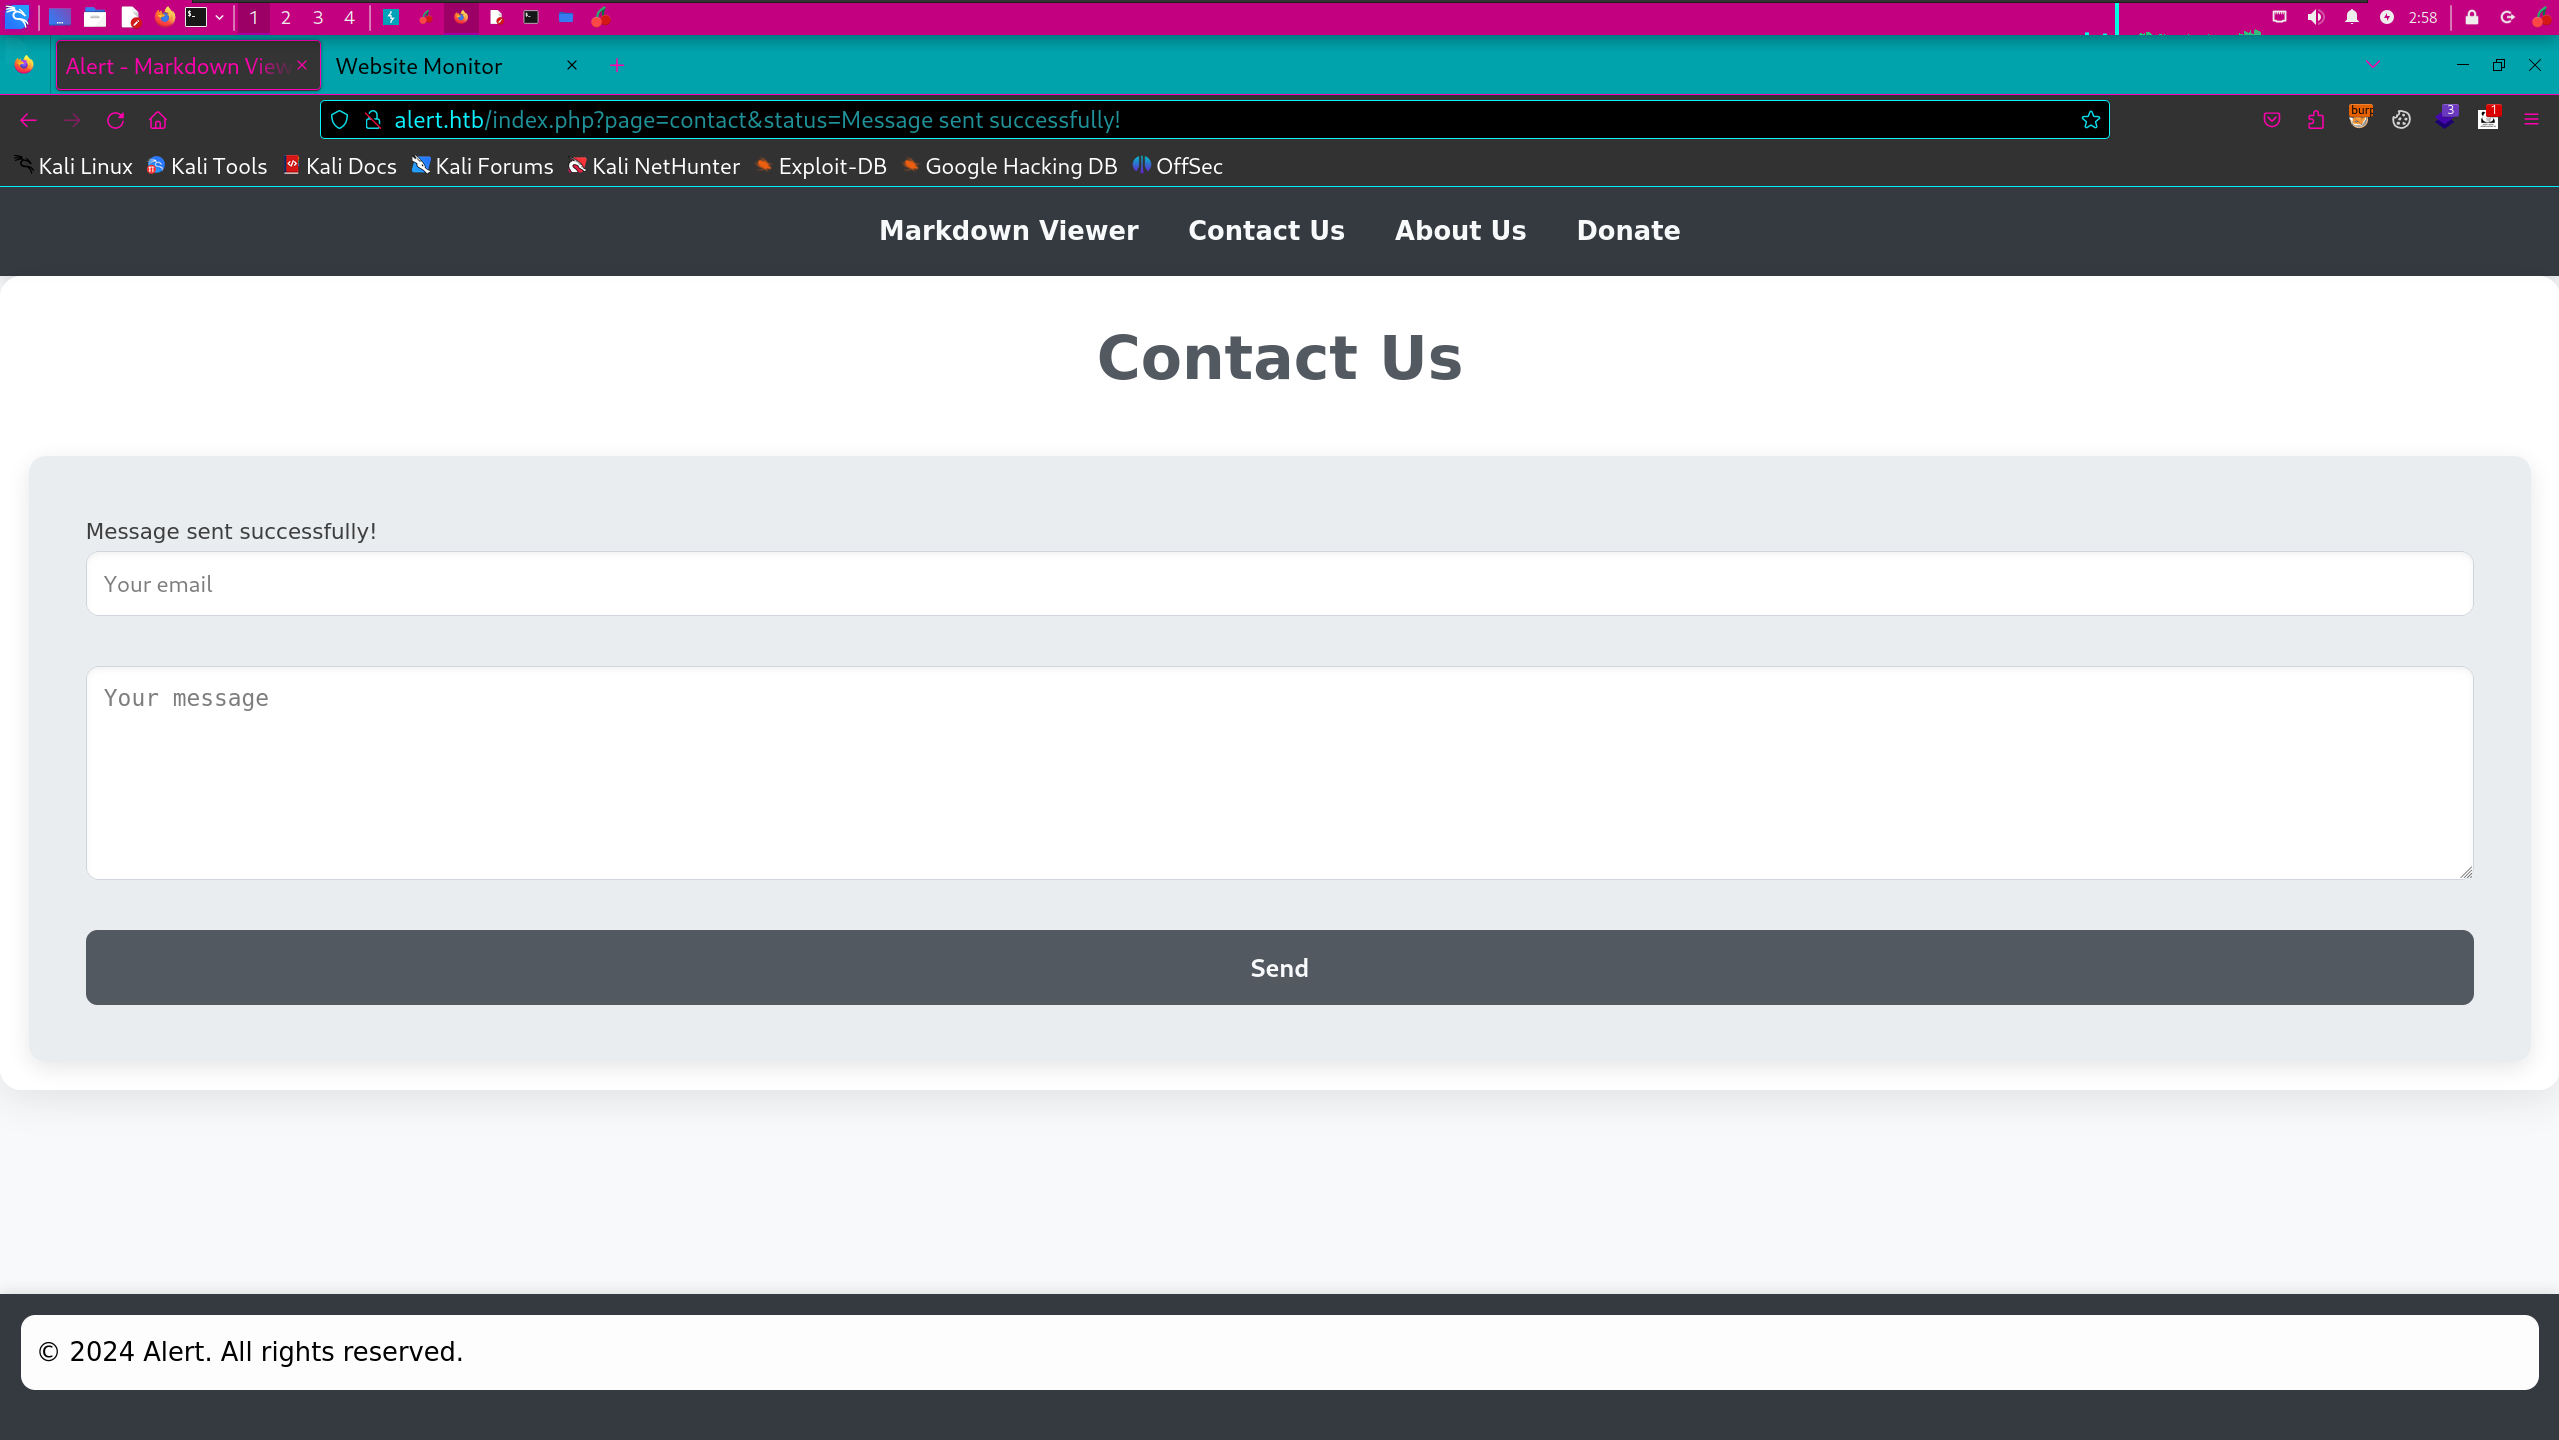 1 2 3 4 2:58
Alert - Markdown View Website Monitor
alert.htb/index.php?page=contact&status=Message sent successfully!
burp 3 1
Kali Linux Kali Tools Kali Docs Kali Forums Kali NetHunter Exploit-DB Google Hacking DB OffSec
Markdown Viewer Contact Us About Us Donate
Contact Us
Message sent successfully!
Your email
Your message
Send
© 2024 Alert. All rights reserved.